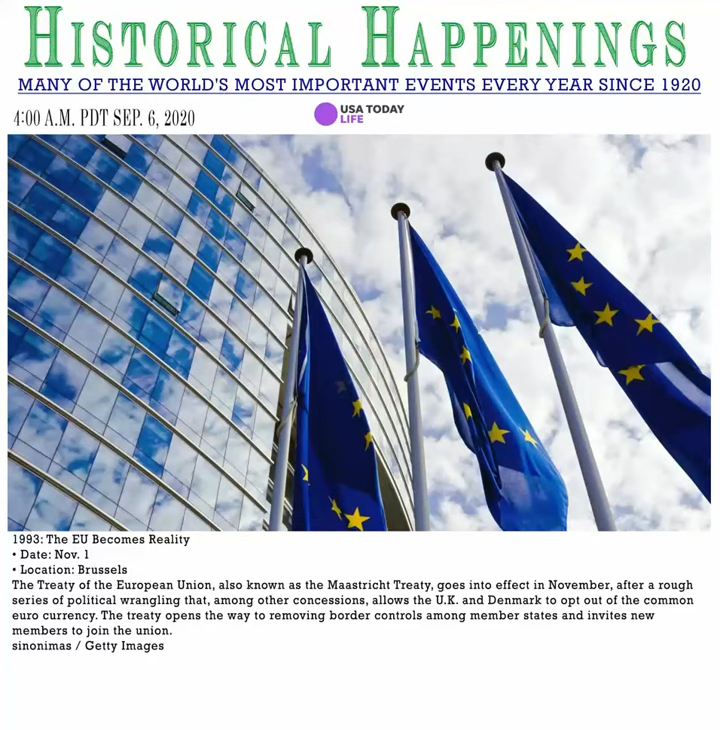 HISTORICAL HAPPENINGS
MANY OF THE WORLD'S MOST IMPORTANT EVENTS EVERY YEAR SINCE 1920
4:00 A.M. PDT SEP. 6, 2020
USA TODAY
LIFE
1993: The EU Becomes Reality
• Date: Nov. 1
• Location: Brussels
The Treaty of the European Union, also known as the Maastricht Treaty, goes into effect in November, after a rough
series of political wrangling that, among other concessions, allows the U.K. and Denmark to opt out of the common
euro currency. The treaty opens the way to removing border controls among member states and invites new
members to join the union.
sinonimas / Getty Images